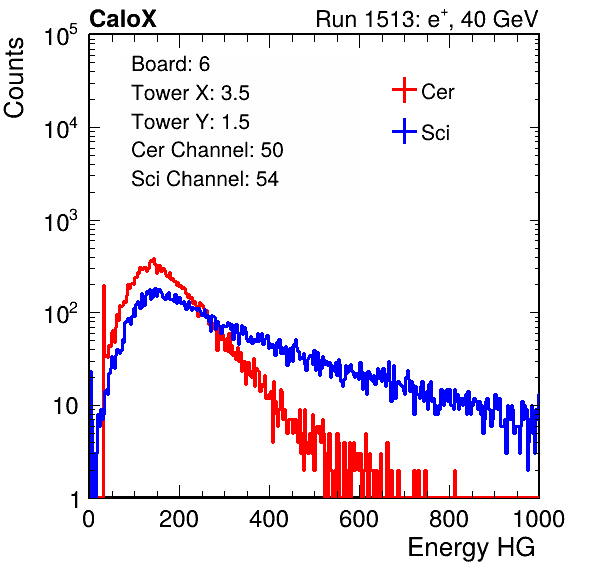 CaloX Run 1513: e⁺, 40 GeV
Counts
10⁵
10⁴
10³
10²
10
1
Board: 6
Tower X: 3.5
Tower Y: 1.5
Cer Channel: 50
Sci Channel: 54
Cer
Sci
0 200 400 600 800 1000
Energy HG